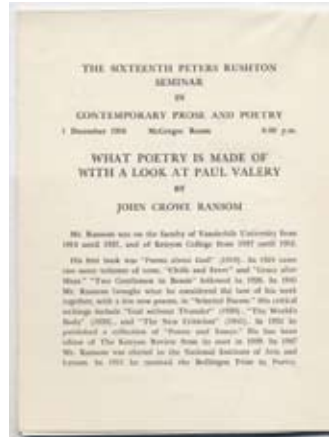 THE SIXTEENTH PETERS RUSHTON
SEMINAR
IN
CONTEMPORARY PROSE AND POETRY
1 December McGregor Room p.m.
WHAT POETRY IS MADE OF
WITH A LOOK AT PAUL VALERY
BY
JOHN CROWE RANSOM
Mr. Ransom was on the faculty of Vanderbilt University from
1914 until 1937, and of Kenyon College from 1937 until
His first book was "Poems about God" (1919). In 1924 came
two more volumes of verse, "Chills and Fever" and "Grace after
Meat." "Two Gentlemen in Bonds" followed in 1926. In 1945
Mr. Ransom brought what he considered the best of his work
together, with a few new poems, in "Selected Poems." His critical
writings include "God without Thunder" (1930), "The World's
Body" (1938), and "The New Criticism" (1941). In 1951 he
published a collection of "Poems and Essays." He has been
editor of The Kenyon Review from its start in 1939. In 1947
Mr. Ransom was elected to the National Institute of Arts and
Letters. In 1951 he received the Bollingen Prize in Poetry.